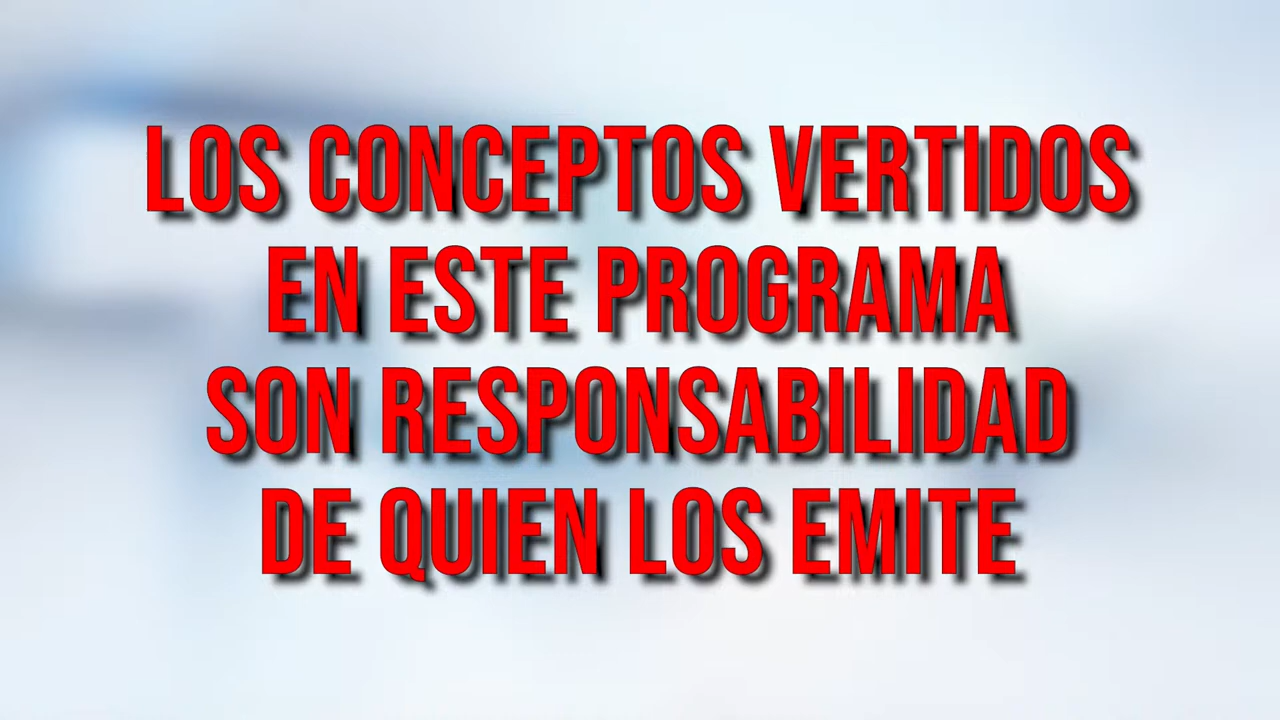 LOS CONCEPTOS VERTIDOS
EN ESTE PROGRAMA
SON RESPONSABILIDAD
DE QUIEN LOS EMITE